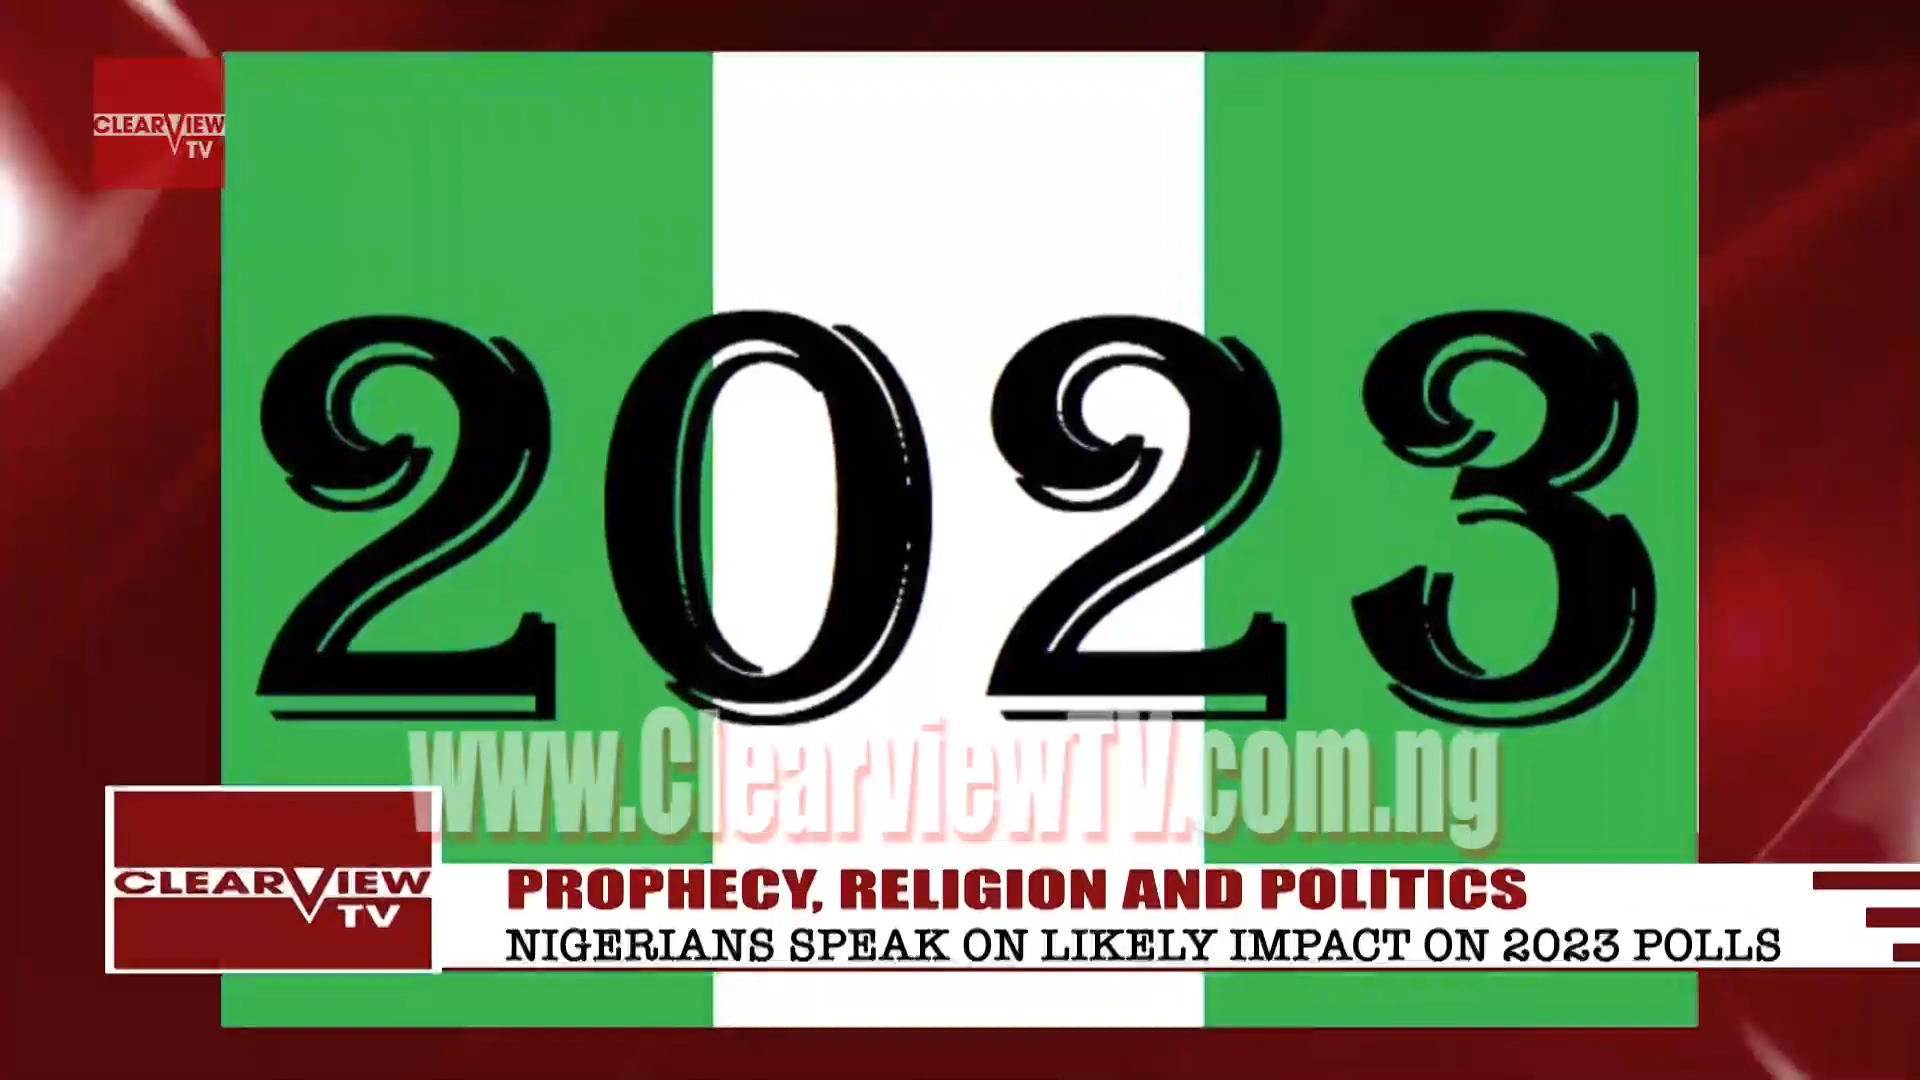 CLEARVIEW
TV
2023
www.ClearviewTV.com.ng
CLEARVIEW
TV
PROPHECY, RELIGION AND POLITICS
NIGERIANS SPEAK ON LIKELY IMPACT ON 2023 POLLS